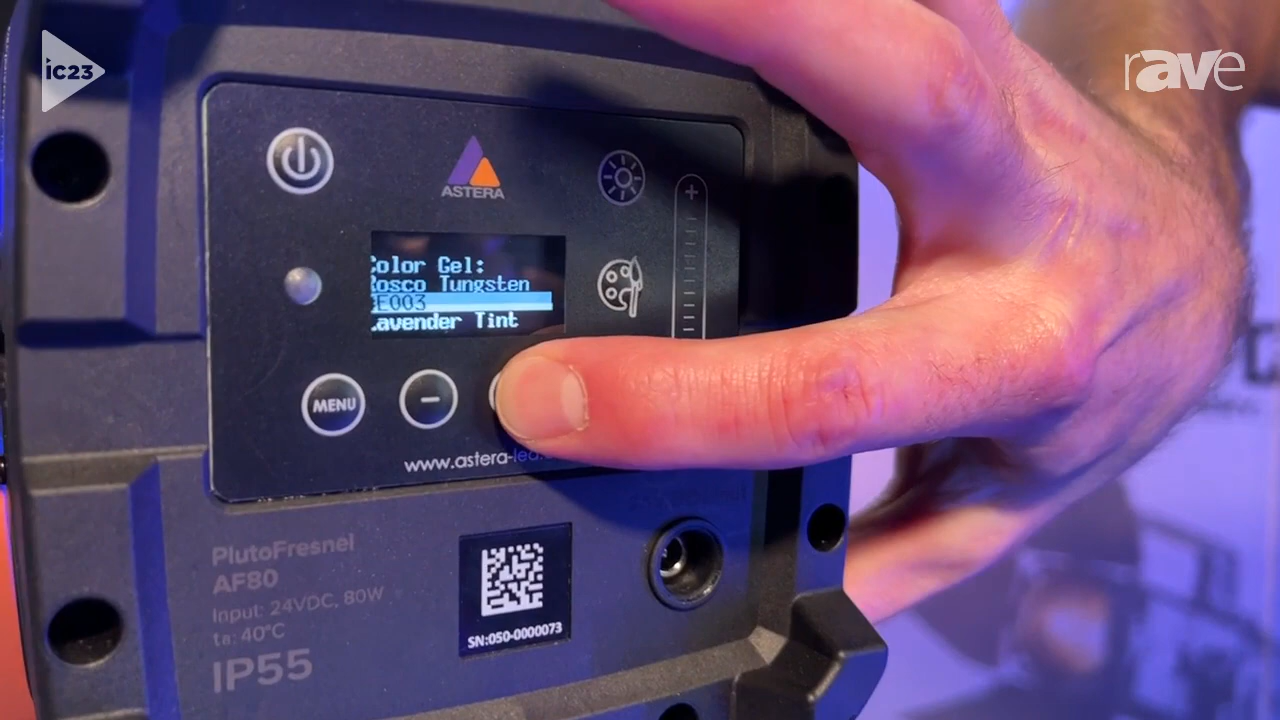 ic23
rave
ASTERA
+
Color Gel:
Rosco Tungsten
E003
Lavender Tint
MENU
-
www.astera-led.
PlutoFresnel
AF80
Input: 24VDC, 80W
ta: 40°C
IP55
SN:050-0000073